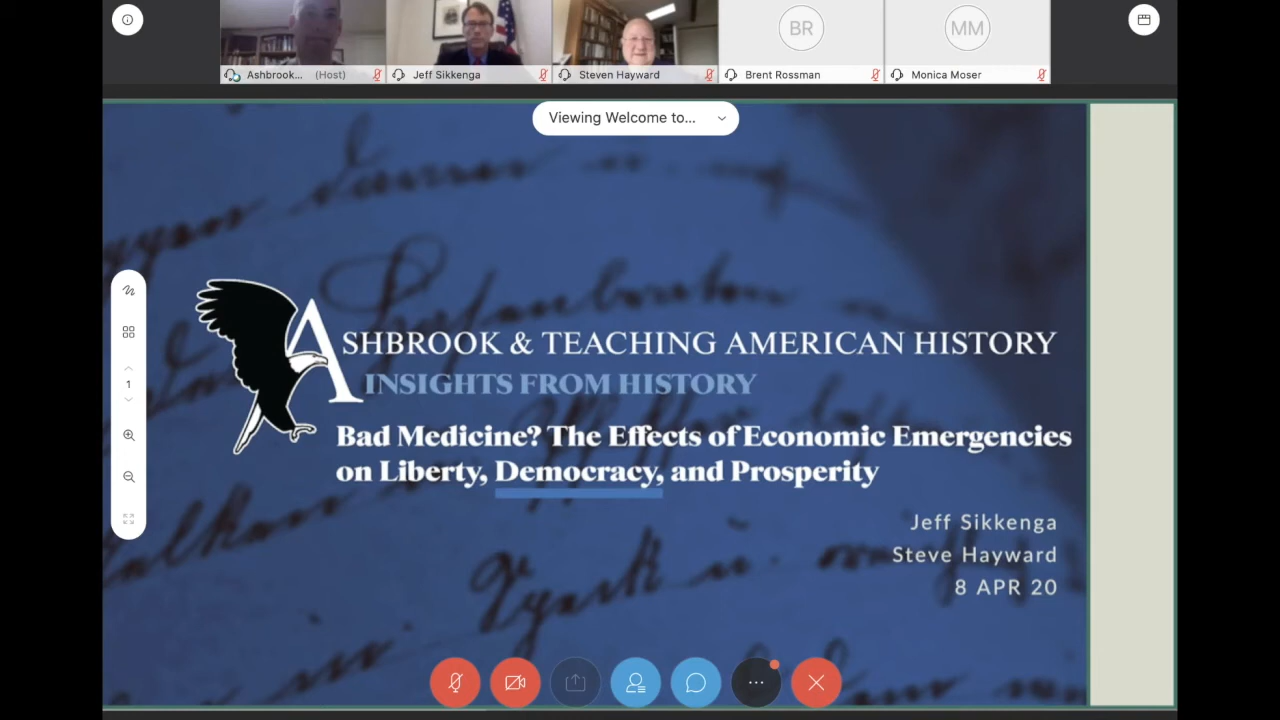 BR
MM
Ashbrook... (Host)
Jeff Sikkenga
Steven Hayward
Brent Rossman
Monica Moser
Viewing Welcome to...
ASHBROOK & TEACHING AMERICAN HISTORY
INSIGHTS FROM HISTORY
Bad Medicine? The Effects of Economic Emergencies
on Liberty, Democracy, and Prosperity
1
Jeff Sikkenga
Steve Hayward
8 APR 20